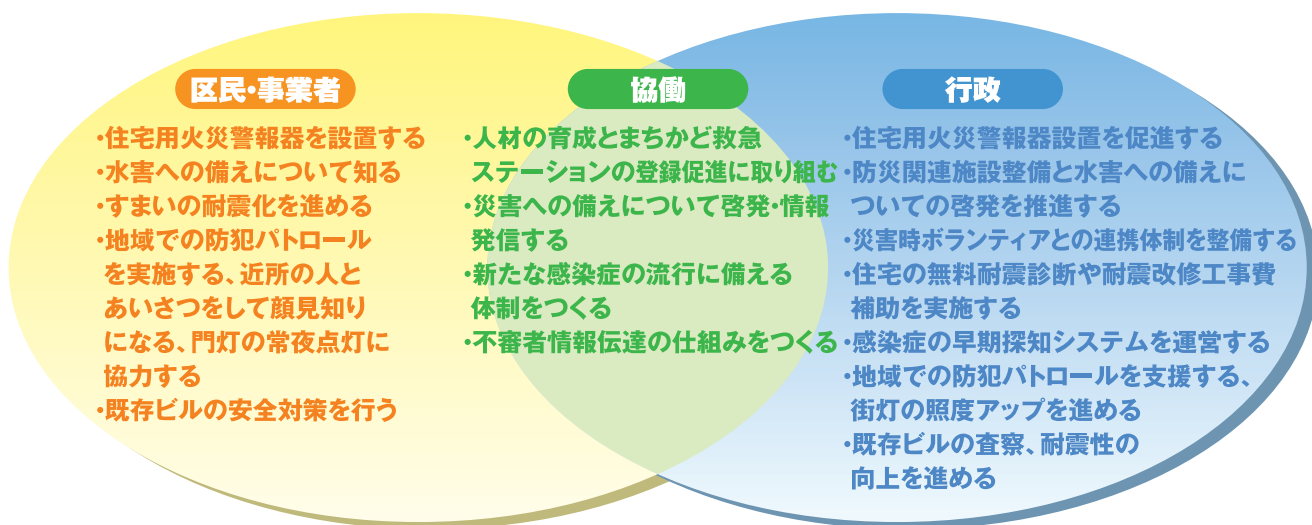 区民・事業者
・住宅用火災警報器を設置する
・水害への備えについて知る
・すまいの耐震化を進める
・地域での防犯パトロール
を実施する、近所の人と
あいさつをして顔見知り
になる、門灯の常夜点灯に
協力する
・既存ビルの安全対策を行う
協働
・人材の育成とまちかど救急
ステーションの登録促進に取り組む
・災害への備えについて啓発・情報
発信する
・新たな感染症の流行に備える
体制をつくる
・不審者情報伝達の仕組みをつくる
行政
・住宅用火災警報器設置を促進する
・防災関連施設整備と水害への備えに
ついての啓発を推進する
・災害時ボランティアとの連携体制を整備する
・住宅の無料耐震診断や耐震改修工事費
補助を実施する
・感染症の早期探知システムを運営する
・地域での防犯パトロールを支援する、
街灯の照度アップを進める
・既存ビルの査察、耐震性の
向上を進める